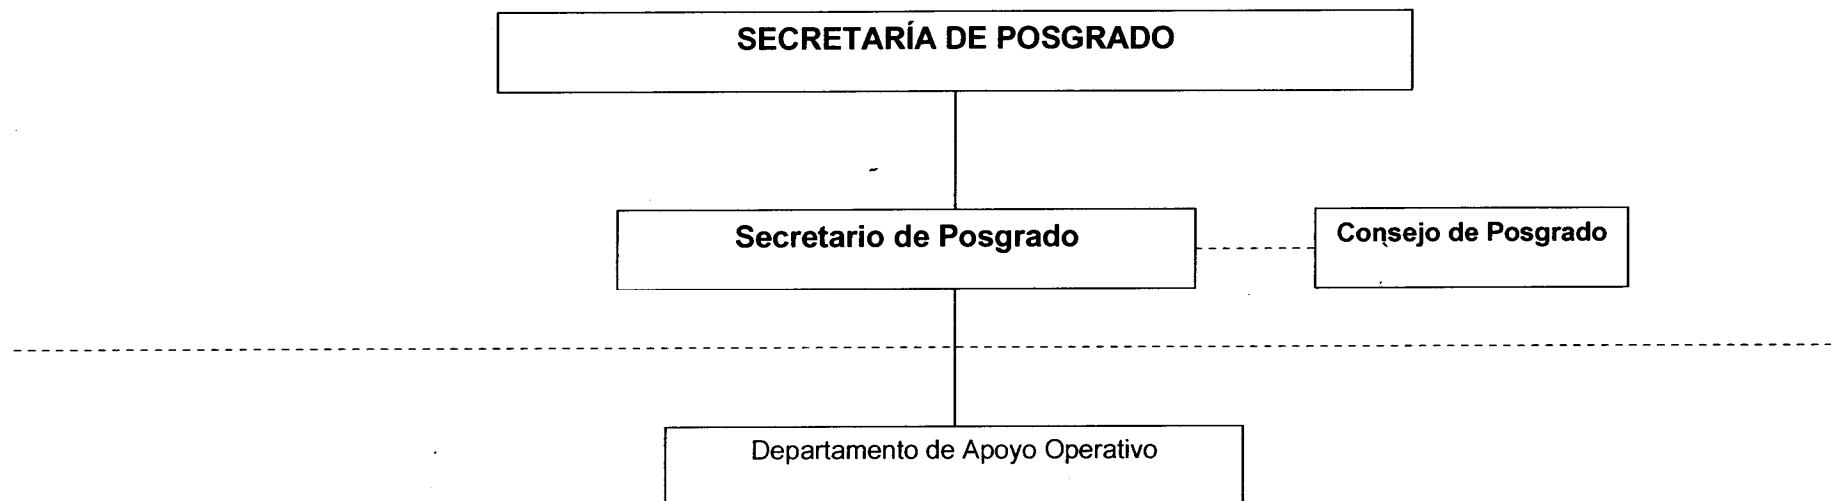 SECRETARÍA DE POSGRADO
Secretario de Posgrado
Consejo de Posgrado
Departamento de Apoyo Operativo